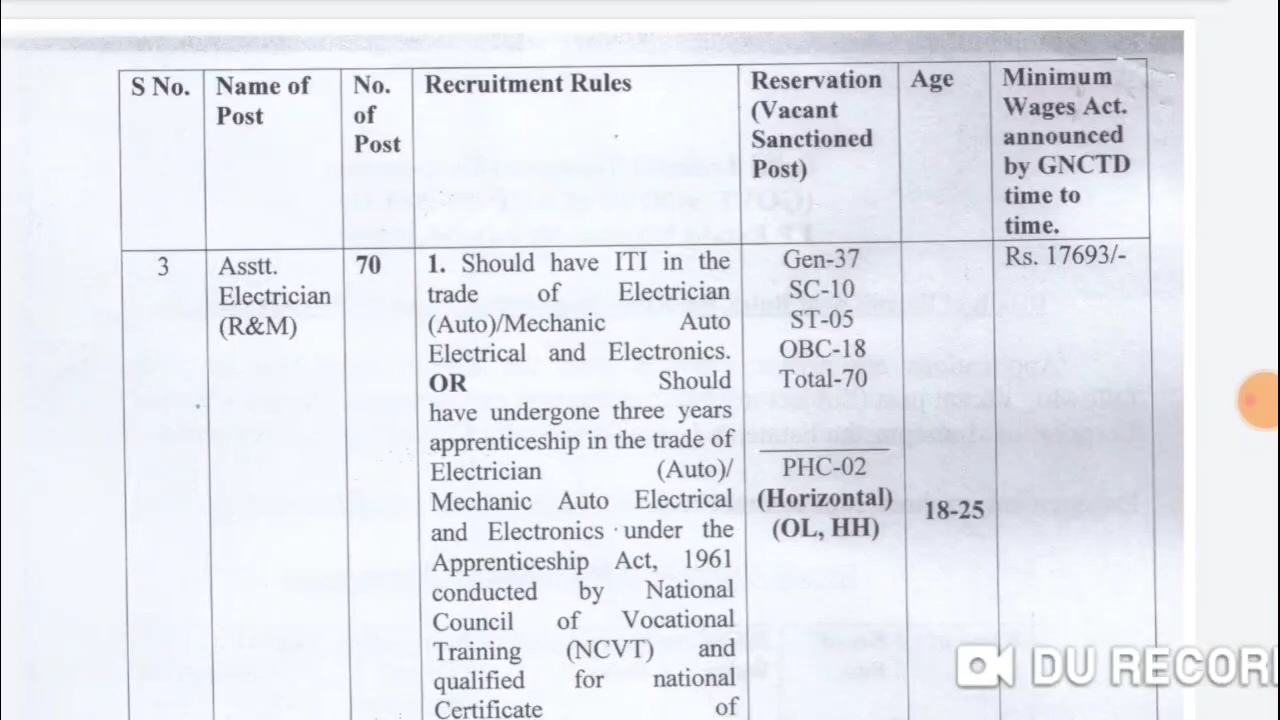 S No.
Name of
Post
No.
of
Post
Recruitment Rules
Reservation
(Vacant
Sanctioned
Post)
Age
Minimum
Wages Act.
announced
by GNCTD
time to
time.
3
Asstt.
Electrician
(R&M)
70
1. Should have ITI in the
trade of Electrician
(Auto)/Mechanic Auto
Electrical and Electronics.
OR Should
have undergone three years
apprenticeship in the trade of
Electrician (Auto)/
Mechanic Auto Electrical
and Electronics under the
Apprenticeship Act, 1961
conducted by National
Council of Vocational
Training (NCVT) and
qualified for national
Certificate of
Gen-37
SC-10
ST-05
OBC-18
Total-70
PHC-02
(Horizontal)
(OL, HH)
18-25
Rs. 17693/-
DU RECOR